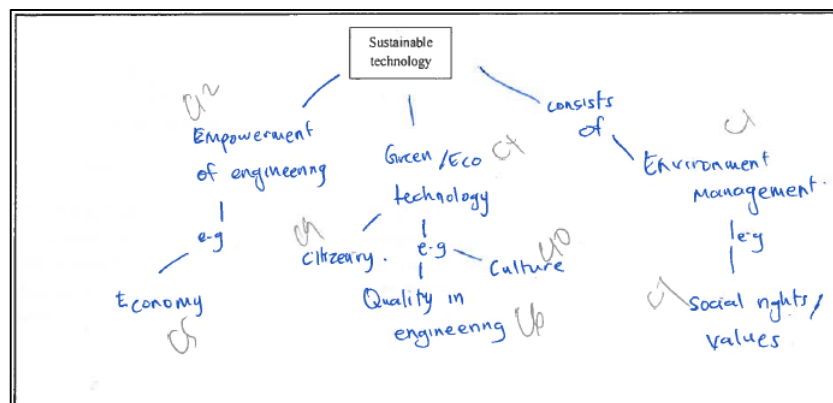 Sustainable
technology
consists
of
Empowerment
of engineering
Green/Eco
technology
Environment
Management.
e-g
Citizenry.
e-g
Culture
e-g
Economy
Quality in
engineering
Social rights/
values